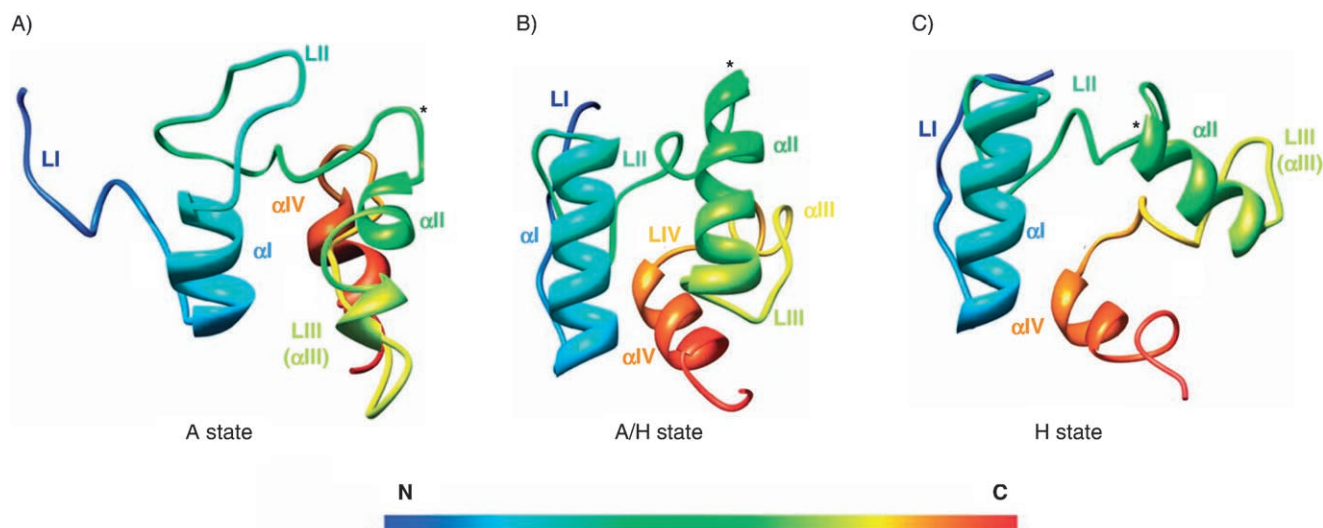 A)
LII
*
LI
αIV
αII
αI
LIII
(αIII)
A state
B)
*
LI
αII
LII
αIII
αI
LIV
LIII
αIV
A/H state
C)
LII
LI
*
αII
LIII
(αIII)
αI
αIV
H state
N
C